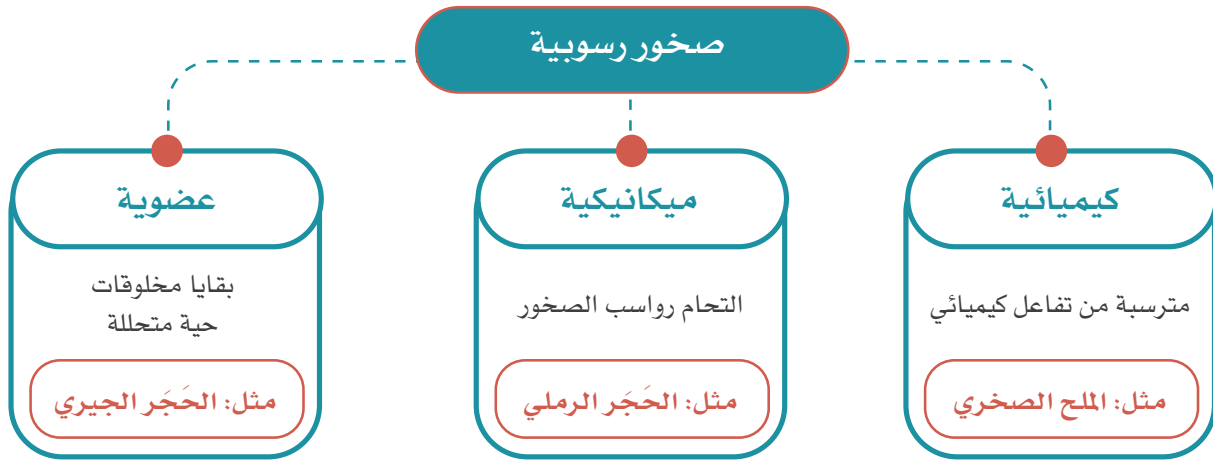 صخور رسوبية
كيميائية
مترسبة من تفاعل كيميائي
مثل: الملح الصخري
ميكانيكية
التحام رواسب الصخور
مثل: الحَجَر الرملي
عضوية
بقايا مخلوقات
حية متحللة
مثل: الحَجَر الجيري